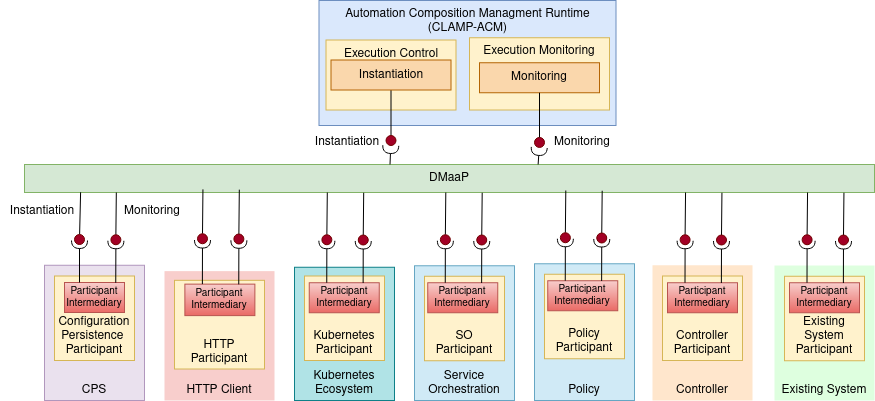 Automation Composition Managment Runtime
(CLAMP-ACM)
Execution Control
Execution Monitoring
Instantiation
Monitoring
Instantiation
Monitoring
DMaaP
Instantiation
Monitoring
Participant
Intermediary
Configuration
Persistence
Participant
CPS
Participant
Intermediary
HTTP
Participant
HTTP Client
Participant
Intermediary
Kubernetes
Participant
Kubernetes
Ecosystem
Participant
Intermediary
SO
Participant
Service
Orchestration
Participant
Intermediary
Policy
Participant
Policy
Participant
Intermediary
Controller
Participant
Controller
Participant
Intermediary
Existing
System
Participant
Existing System